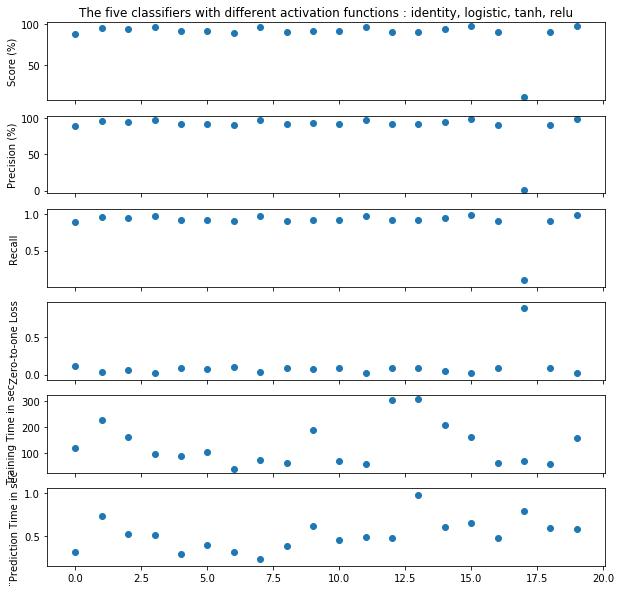 The five classifiers with different activation functions : identity, logistic, tanh, relu
100
50
Score (%)
100
50
0
Precision (%)
1.0
0.5
Recall
0.5
0.0
Zero-to-one Loss
300
200
100
Training Time in sec
1.0
0.5
Prediction Time in sec
0.0 2.5 5.0 7.5 10.0 12.5 15.0 17.5 20.0